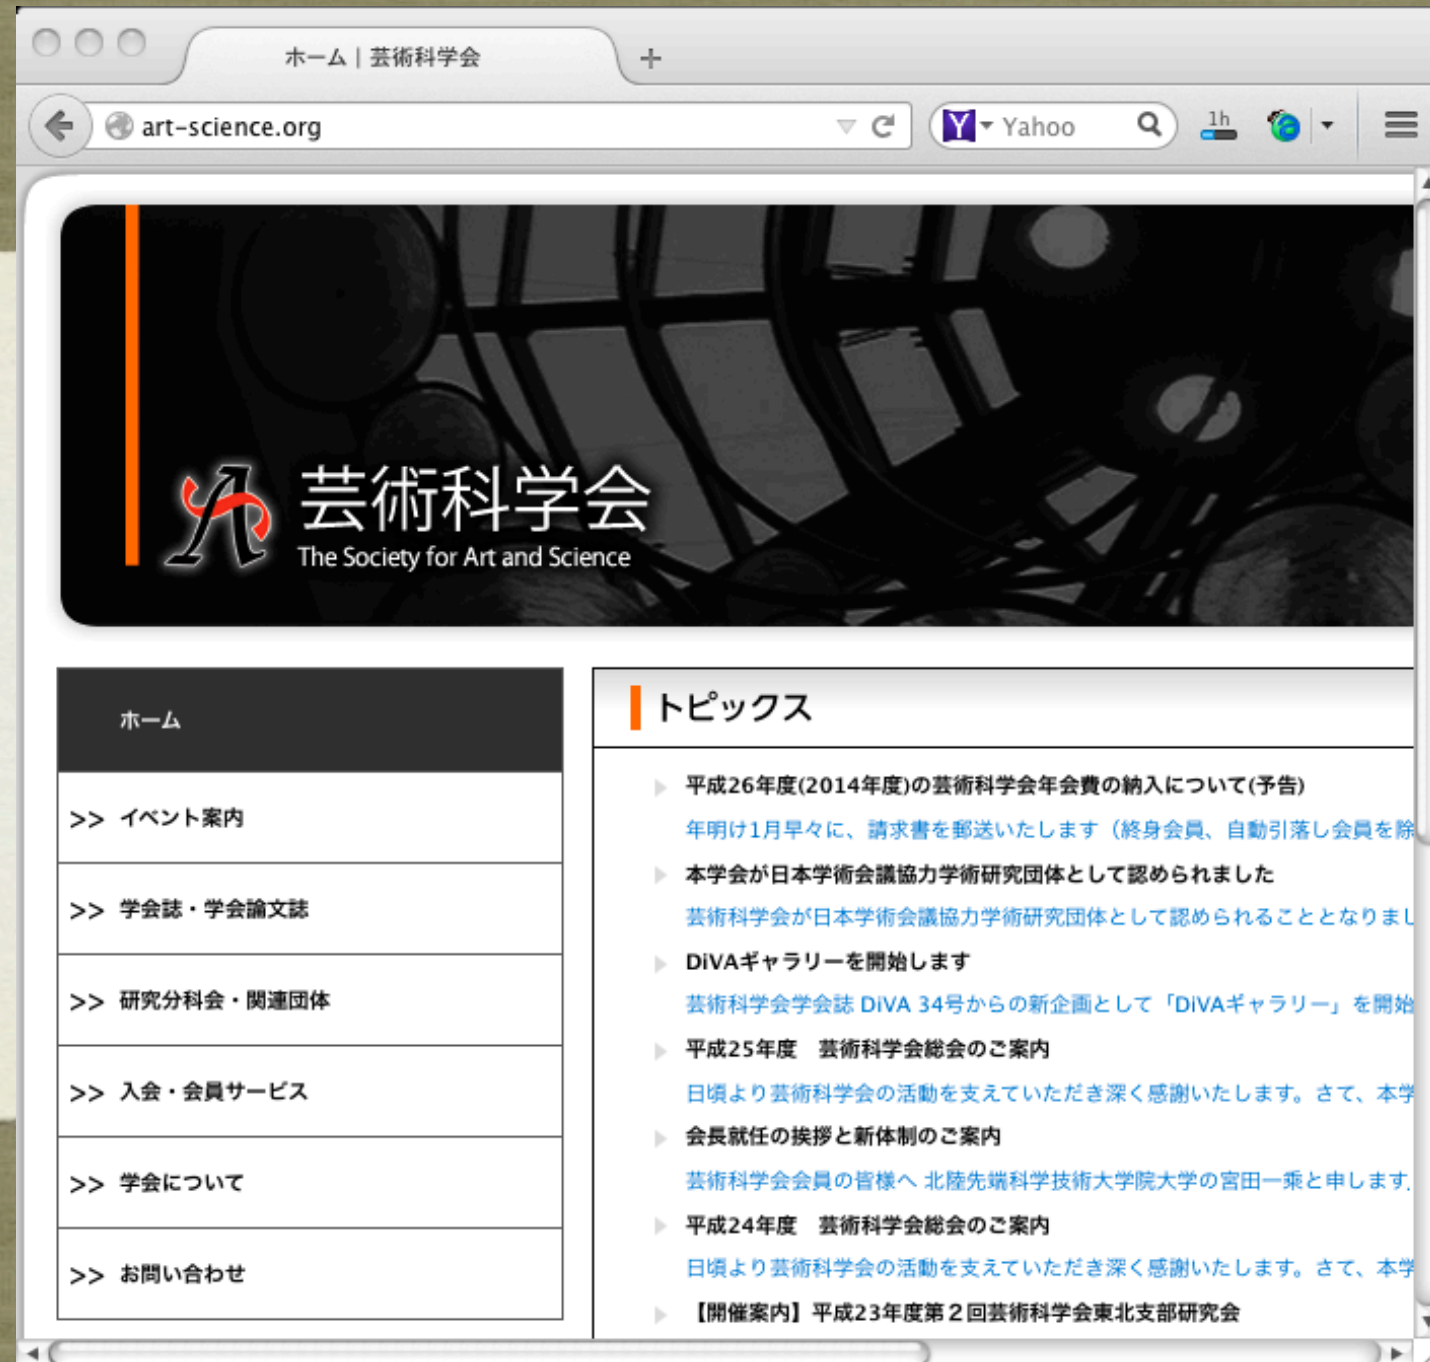 ホーム | 芸術科学会
art-science.org
Yahoo
1h
芸術科学会
The Society for Art and Science
ホーム
>> イベント案内
>> 学会誌・学会論文誌
>> 研究分科会・関連団体
>> 入会・会員サービス
>> 学会について
>> お問い合わせ
トピックス
平成26年度(2014年度)の芸術科学会年会費の納入について(予告)
年明け1月早々に、請求書を郵送いたします（終身会員、自動引落し会員を除
本学会が日本学術会議協力学術研究団体として認められました
芸術科学会が日本学術会議協力学術研究団体として認められることとなりまし
DiVAギャラリーを開始します
芸術科学会学会誌 DiVA 34号からの新企画として「DiVAギャラリー」を開始
平成25年度　芸術科学会総会のご案内
日頃より芸術科学会の活動を支えていただき深く感謝いたします。さて、本学
会長就任の挨拶と新体制のご案内
芸術科学会会員の皆様へ 北陸先端科学技術大学院大学の宮田一乘と申します.
平成24年度　芸術科学会総会のご案内
日頃より芸術科学会の活動を支えていただき深く感謝いたします。さて、本学
【開催案内】平成23年度第２回芸術科学会東北支部研究会